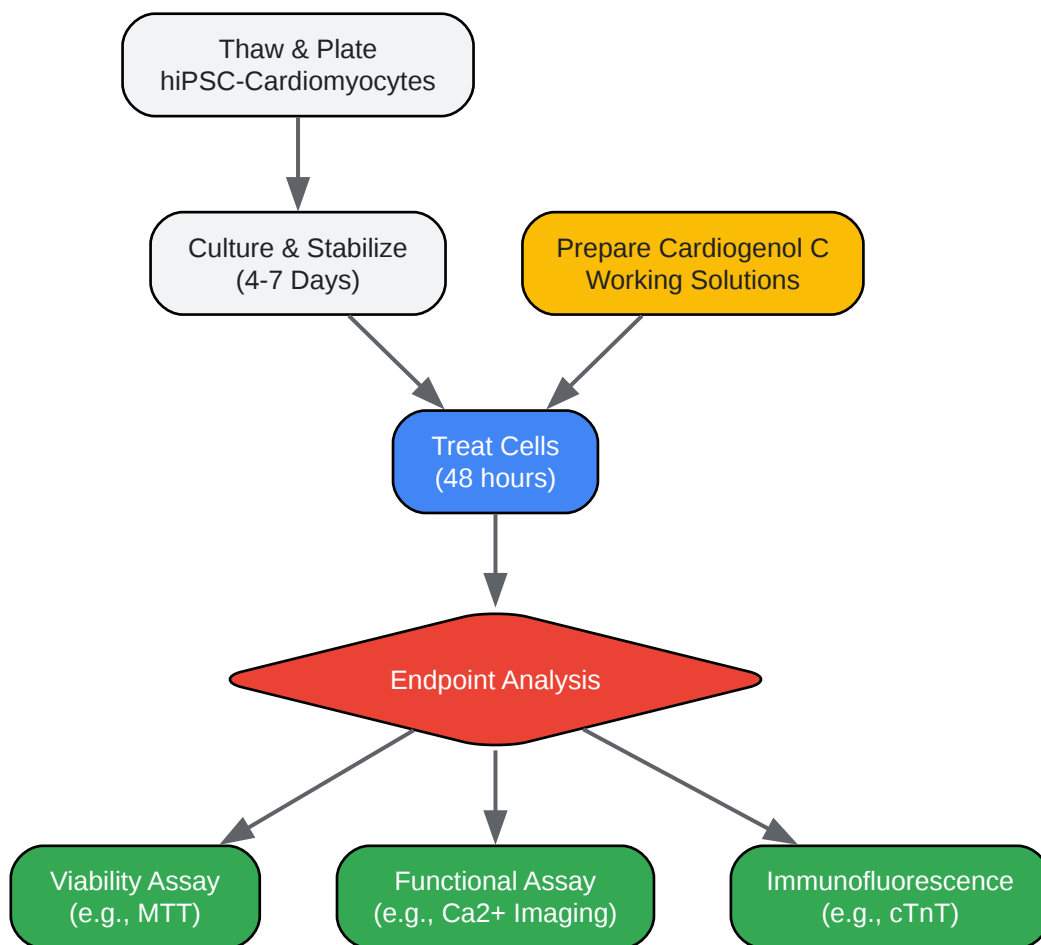 Thaw & Plate
hiPSC-Cardiomyocytes
Culture & Stabilize
(4-7 Days)
Prepare Cardiogenol C
Working Solutions
Treat Cells
(48 hours)
Endpoint Analysis
Viability Assay
(e.g., MTT)
Functional Assay
(e.g., Ca2+ Imaging)
Immunofluorescence
(e.g., cTnT)